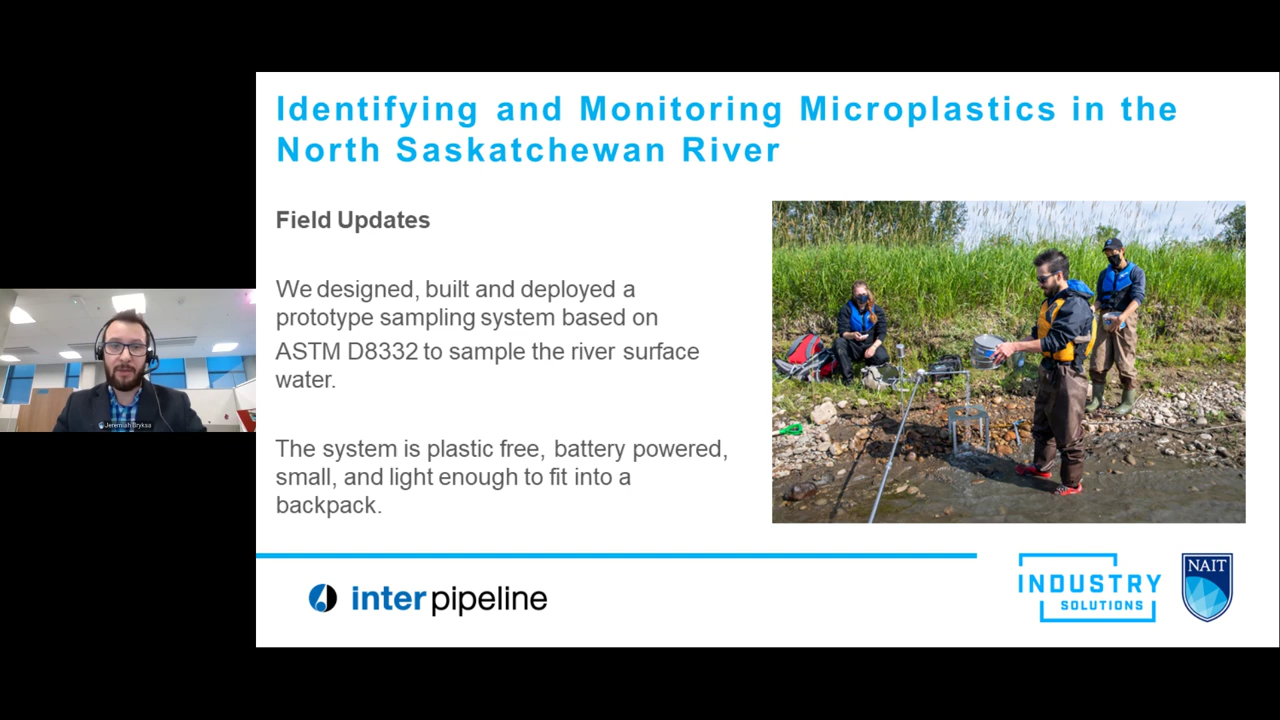 Identifying and Monitoring Microplastics in the
North Saskatchewan River
Field Updates
We designed, built and deployed a
prototype sampling system based on
ASTM D8332 to sample the river surface
water.
The system is plastic free, battery powered,
small, and light enough to fit into a
backpack.
Jeremiah Bryksa
inter pipeline
INDUSTRY
SOLUTIONS
NAIT